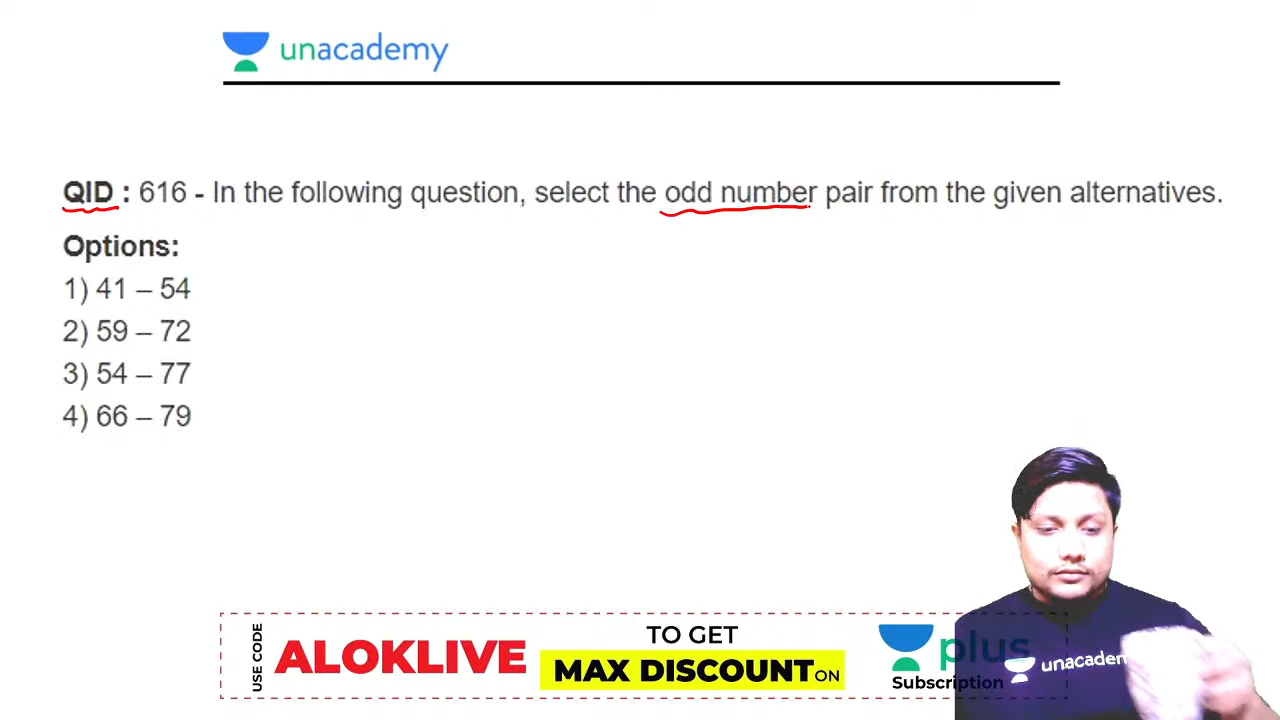 unacademy
QID : 616 - In the following question, select the odd number pair from the given alternatives.
Options:
1) 41 – 54
2) 59 – 72
3) 54 – 77
4) 66 – 79
USE CODE
ALOKLIVE
TO GET
MAX DISCOUNT ON
plus
Subscription
unacadem